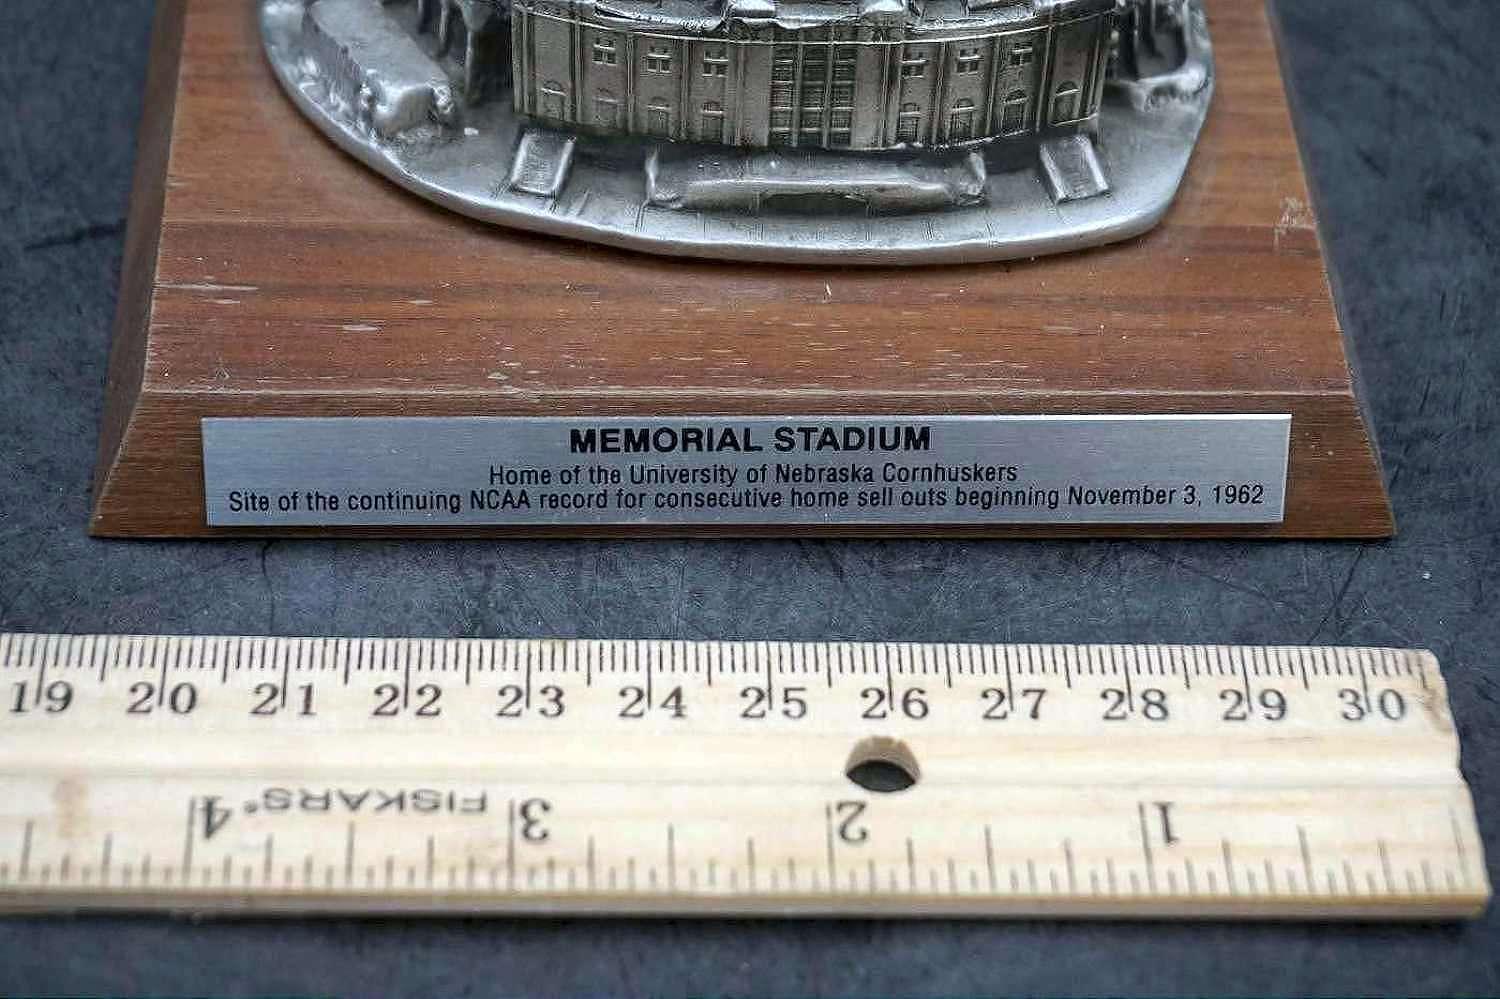 MEMORIAL STADIUM
Home of the University of Nebraska Cornhuskers
Site of the continuing NCAA record for consecutive home sell outs beginning November 3, 1962
19 20 21 22 23 24 25 26 27 28 29 30
4 FISKARS® 3 2 1